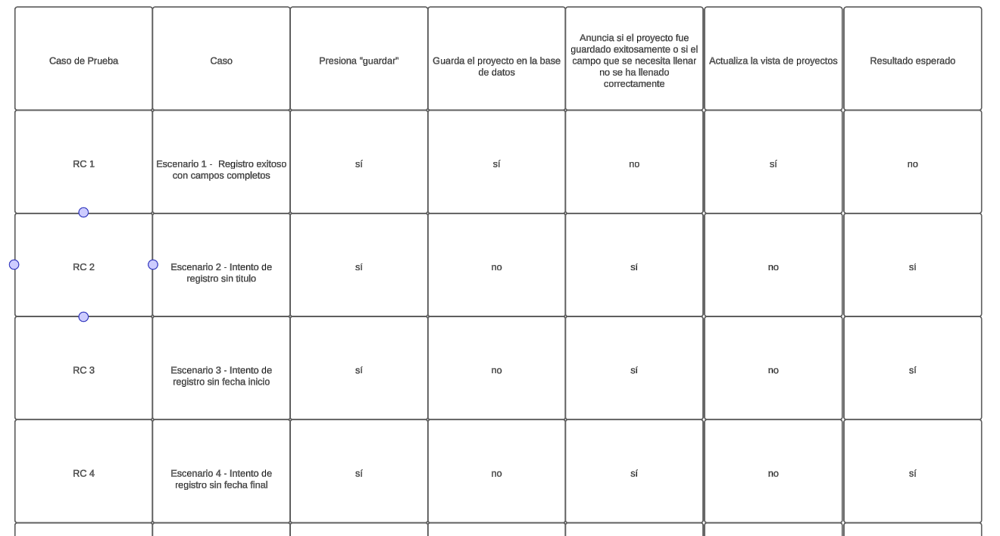 Caso de Prueba
Caso
Presiona "guardar"
Guarda el proyecto en la base
de datos
Anuncia si el proyecto fue
guardado exitosamente o si el
campo que se necesita llenar
no se ha llenado
correctamente
Actualiza la vista de proyectos
Resultado esperado
RC 1
Escenario 1 -  Registro exitoso
con campos completos
sí
sí
no
sí
no
RC 2
Escenario 2 - Intento de
registro sin titulo
sí
no
sí
no
sí
RC 3
Escenario 3 - Intento de
registro sin fecha inicio
sí
no
sí
no
sí
RC 4
Escenario 4 - Intento de
registro sin fecha final
sí
no
sí
no
sí